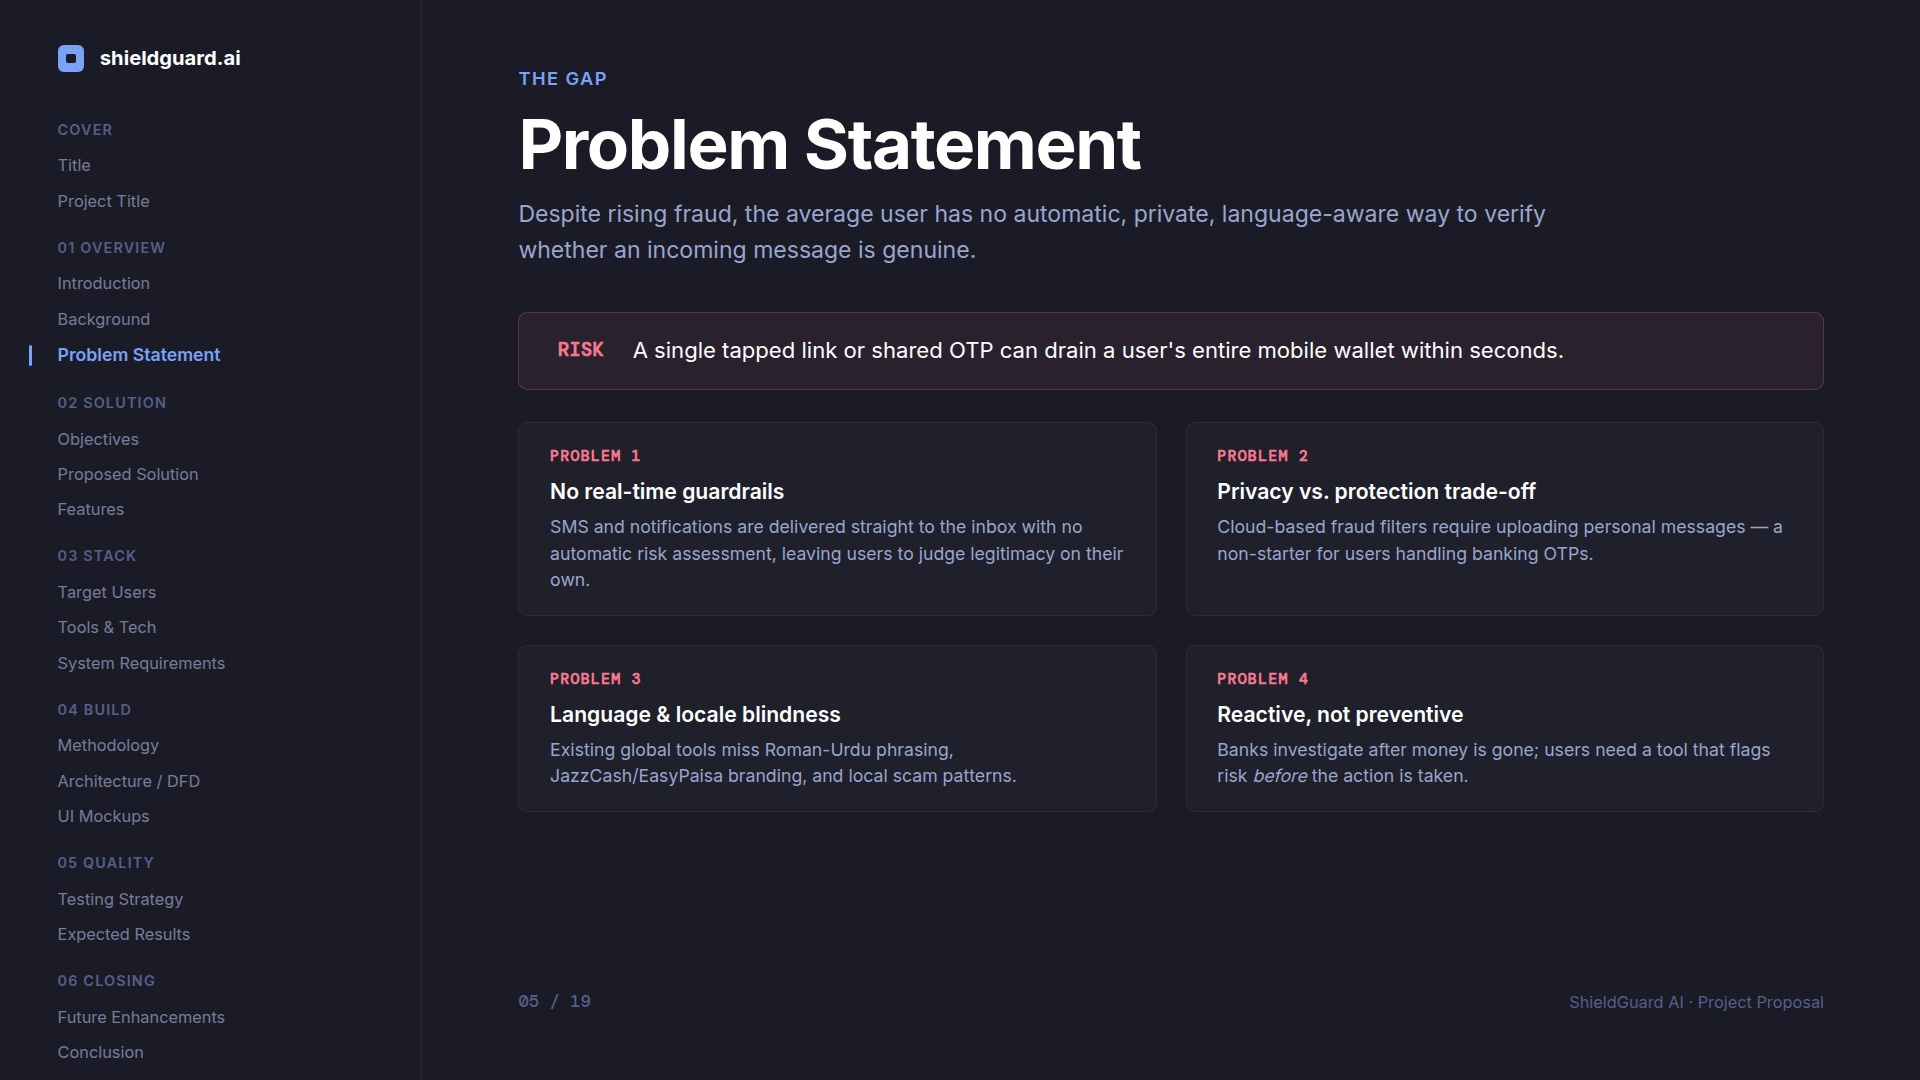 shieldguard.ai
COVER
Title
Project Title
01 OVERVIEW
Introduction
Background
Problem Statement
02 SOLUTION
Objectives
Proposed Solution
Features
03 STACK
Target Users
Tools & Tech
System Requirements
04 BUILD
Methodology
Architecture / DFD
UI Mockups
05 QUALITY
Testing Strategy
Expected Results
06 CLOSING
Future Enhancements
Conclusion
THE GAP
Problem Statement
Despite rising fraud, the average user has no automatic, private, language-aware way to verify
whether an incoming message is genuine.
RISK A single tapped link or shared OTP can drain a user's entire mobile wallet within seconds.
PROBLEM 1
No real-time guardrails
SMS and notifications are delivered straight to the inbox with no
automatic risk assessment, leaving users to judge legitimacy on their
own.
PROBLEM 2
Privacy vs. protection trade-off
Cloud-based fraud filters require uploading personal messages — a
non-starter for users handling banking OTPs.
PROBLEM 3
Language & locale blindness
Existing global tools miss Roman-Urdu phrasing,
JazzCash/EasyPaisa branding, and local scam patterns.
PROBLEM 4
Reactive, not preventive
Banks investigate after money is gone; users need a tool that flags
risk before the action is taken.
05 / 19
ShieldGuard AI · Project Proposal